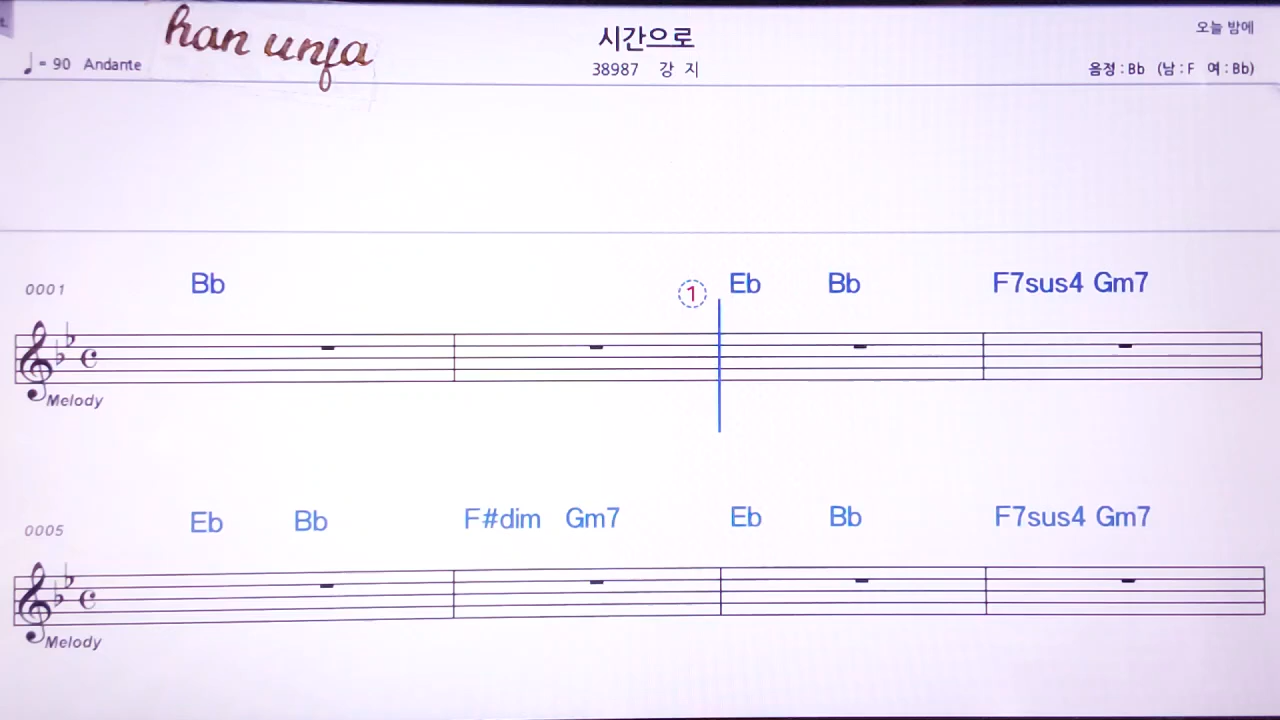 han unja
시간으로
오늘 밤에
♩ = 90 Andante
38987 강 지
음정 : Bb (남 : F 여 : Bb)
0001 Bb ① Eb Bb F7sus4 Gm7
Melody
0005 Eb Bb F#dim Gm7 Eb Bb F7sus4 Gm7
Melody